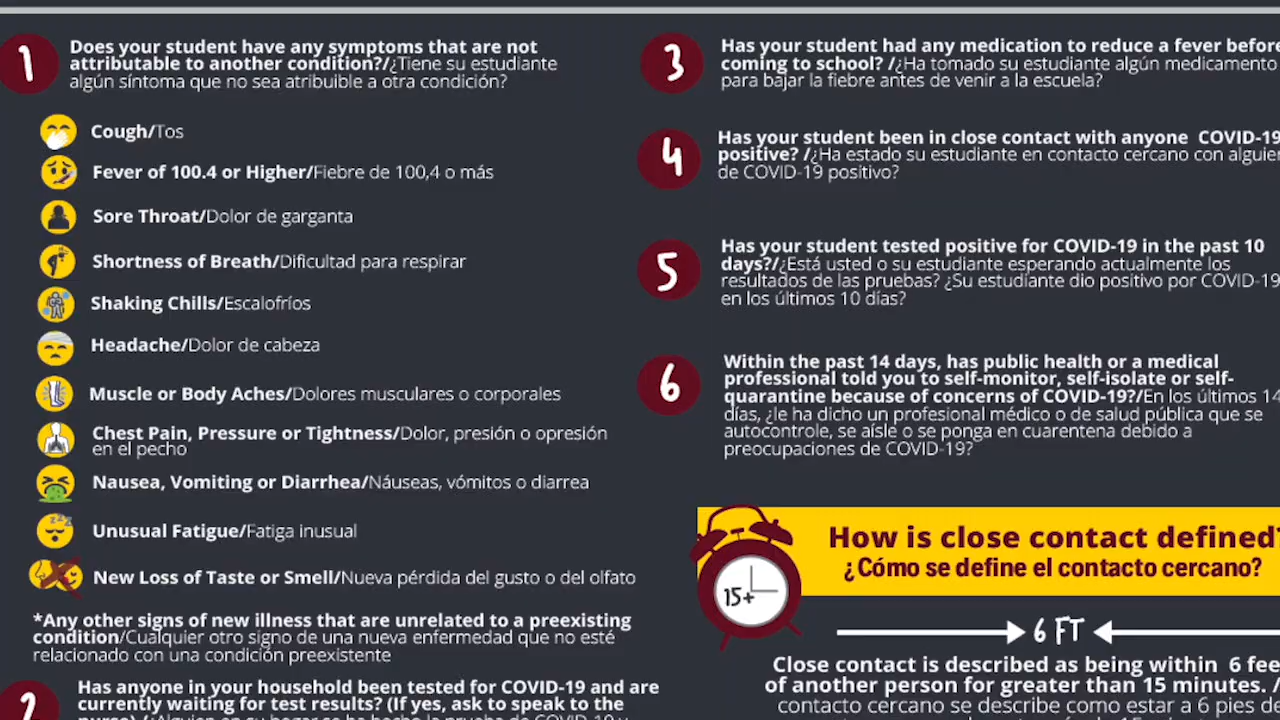 1
Does your student have any symptoms that are not
attributable to another condition?/¿Tiene su estudiante
algún síntoma que no sea atribuible a otra condición?
Cough/Tos
Fever of 100.4 or Higher/Fiebre de 100,4 o más
Sore Throat/Dolor de garganta
Shortness of Breath/Dificultad para respirar
Shaking Chills/Escalofríos
Headache/Dolor de cabeza
Muscle or Body Aches/Dolores musculares o corporales
Chest Pain, Pressure or Tightness/Dolor, presión o opresión
en el pecho
Nausea, Vomiting or Diarrhea/Náuseas, vómitos o diarrea
Unusual Fatigue/Fatiga inusual
New Loss of Taste or Smell/Nueva pérdida del gusto o del olfato
*Any other signs of new illness that are unrelated to a preexisting
condition/Cualquier otro signo de una nueva enfermedad que no esté
relacionado con una condición preexistente
2
Has anyone in your household been tested for COVID-19 and are
currently waiting for test results? (If yes, ask to speak to the
3
Has your student had any medication to reduce a fever before
coming to school? /¿Ha tomado su estudiante algún medicamento
para bajar la fiebre antes de venir a la escuela?
4
Has your student been in close contact with anyone COVID-19
positive? /¿Ha estado su estudiante en contacto cercano con alguien
de COVID-19 positivo?
5
Has your student tested positive for COVID-19 in the past 10
days?/¿Está usted o su estudiante esperando actualmente los
resultados de las pruebas? ¿Su estudiante dio positivo por COVID-19
en los últimos 10 días?
6
Within the past 14 days, has public health or a medical
professional told you to self-monitor, self-isolate or self-
quarantine because of concerns of COVID-19?/En los últimos 14
días, ¿le ha dicho un profesional médico o de salud pública que se
autocontrole, se aísle o se ponga en cuarentena debido a
preocupaciones de COVID-19?
How is close contact defined?
¿Cómo se define el contacto cercano?
15+
6 FT
Close contact is described as being within 6 fee
of another person for greater than 15 minutes. /
contacto cercano se describe como estar a 6 pies de